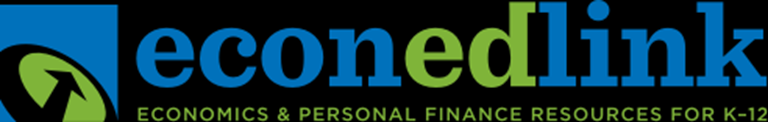 econedlink
ECONOMICS & PERSONAL FINANCE RESOURCES FOR K-12